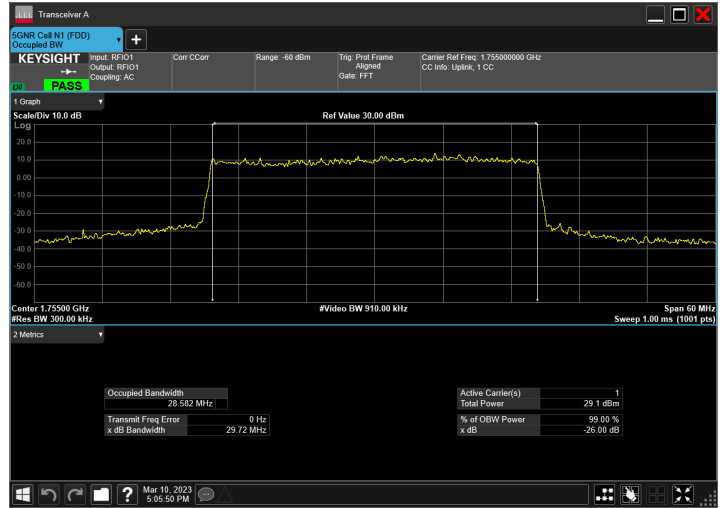 Transceiver A
5GNR Cell N1 (FDD)
Occupied BW
KEYSIGHT
PASS
Input: RFIO1
Output: RFIO1
Coupling: AC
Corr CCorr
Range: -60 dBm
Trig: Prot Frame
Aligned
Gate: FFT
Carrier Ref Freq: 1.755000000 GHz
CC Info: Uplink, 1 CC
1 Graph
Scale/Div 10.0 dB
Ref Value 30.00 dBm
Log
20.0
10.0
0.00
-10.0
-20.0
-30.0
-40.0
-50.0
-60.0
Center 1.75500 GHz
#Video BW 910.00 kHz
Span 60 MHz
#Res BW 300.00 kHz
Sweep 1.00 ms (1001 pts)
2 Metrics
Occupied Bandwidth
28.582 MHz
Transmit Freq Error 0 Hz
x dB Bandwidth 29.72 MHz
Active Carrier(s) 1
Total Power 29.1 dBm
% of OBW Power 99.00 %
x dB -26.00 dB
?
Mar 10, 2023
5:05:50 PM